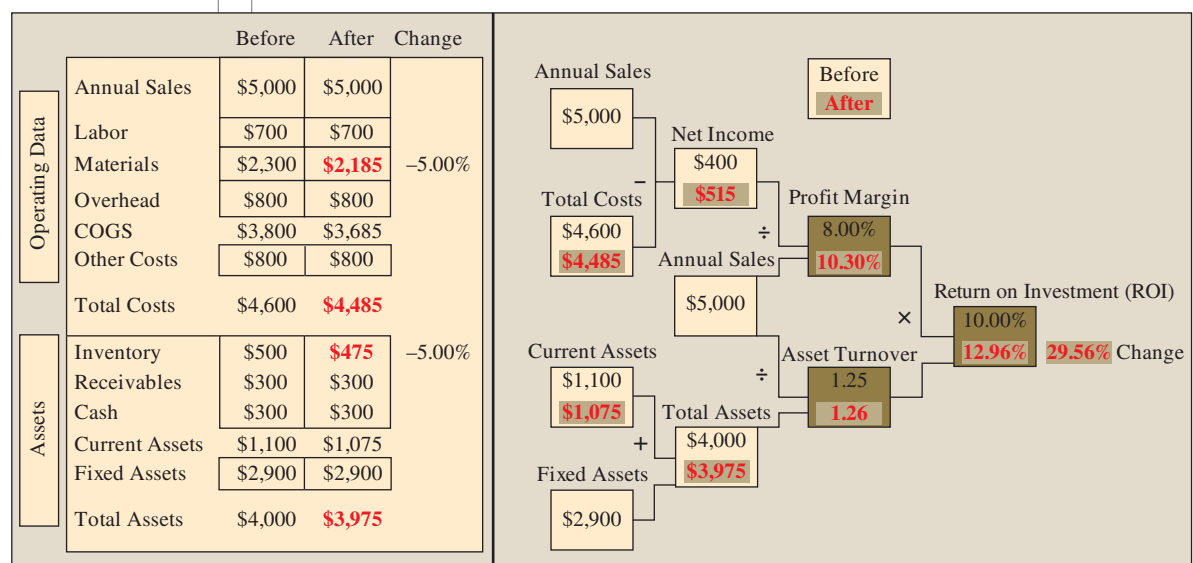 Before After Change
Operating Data
Annual Sales $5,000 $5,000
Labor $700 $700
Materials $2,300 $2,185 –5.00%
Overhead $800 $800
COGS $3,800 $3,685
Other Costs $800 $800
Total Costs $4,600 $4,485
Assets
Inventory $500 $475 –5.00%
Receivables $300 $300
Cash $300 $300
Current Assets $1,100 $1,075
Fixed Assets $2,900 $2,900
Total Assets $4,000 $3,975
Before
After
Annual Sales
$5,000
–
Total Costs
$4,600
$4,485
Net Income
$400
$515
÷
Annual Sales
$5,000
Profit Margin
8.00%
10.30%
×
Current Assets
$1,100
$1,075
+
Fixed Assets
$2,900
Total Assets
$4,000
$3,975
÷
Asset Turnover
1.25
1.26
Return on Investment (ROI)
10.00%
12.96% 29.56% Change